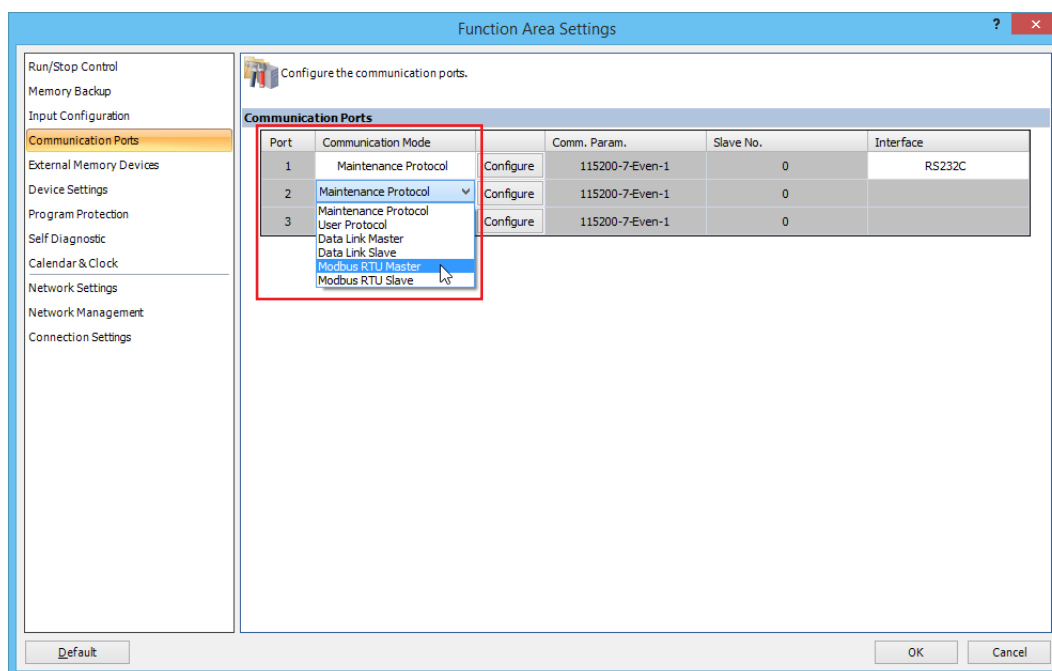 Function Area Settings
?
×
Run/Stop Control
Memory Backup
Input Configuration
Communication Ports
External Memory Devices
Device Settings
Program Protection
Self Diagnostic
Calendar & Clock
Network Settings
Network Management
Connection Settings
Configure the communication ports.
Communication Ports
Port Communication Mode Comm. Param. Slave No. Interface
1 Maintenance Protocol Configure 115200-7-Even-1 0 RS232C
2 Maintenance Protocol Configure 115200-7-Even-1 0
3 Configure 115200-7-Even-1 0
Maintenance Protocol
User Protocol
Data Link Master
Data Link Slave
Modbus RTU Master
Modbus RTU Slave
Default OK Cancel